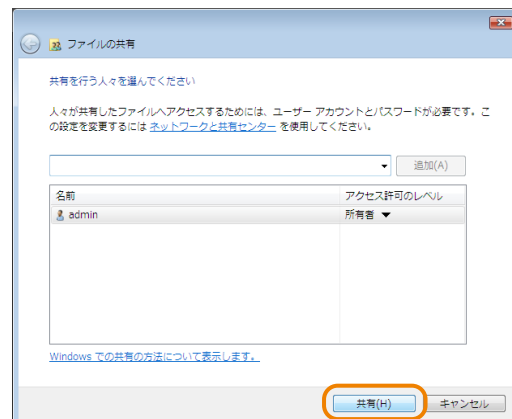 ファイルの共有
共有を行う人々を選んでください
人々が共有したファイルへアクセスするためには、ユーザー アカウントとパスワードが必要です。こ
の設定を変更するには ネットワークと共有センター を使用してください。
追加(A)
名前 アクセス許可のレベル
admin 所有者 ▼
Windows での共有の方法について表示します。
共有(H) キャンセル